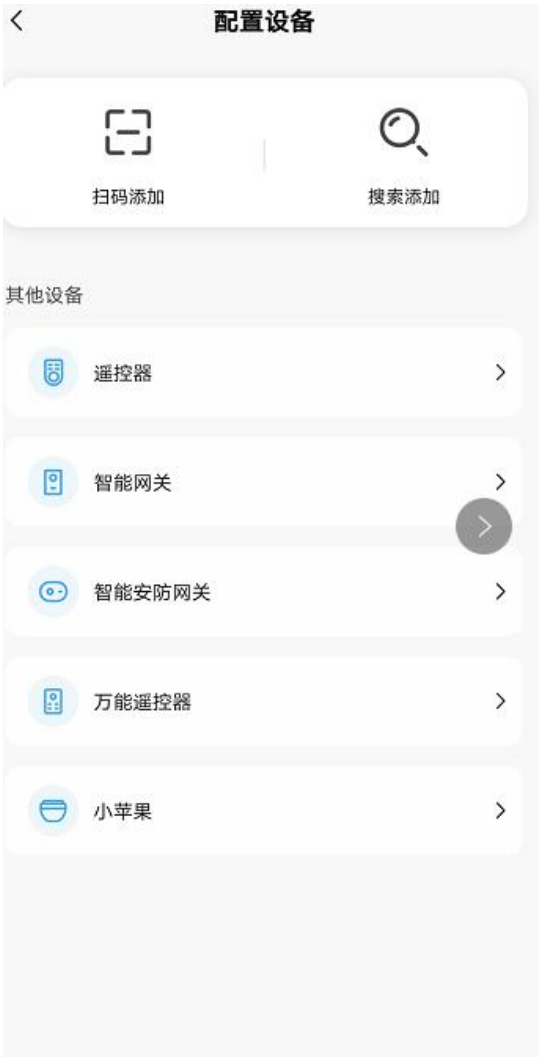 配置设备
扫码添加
搜索添加
其他设备
遥控器
智能网关
智能安防网关
万能遥控器
小苹果